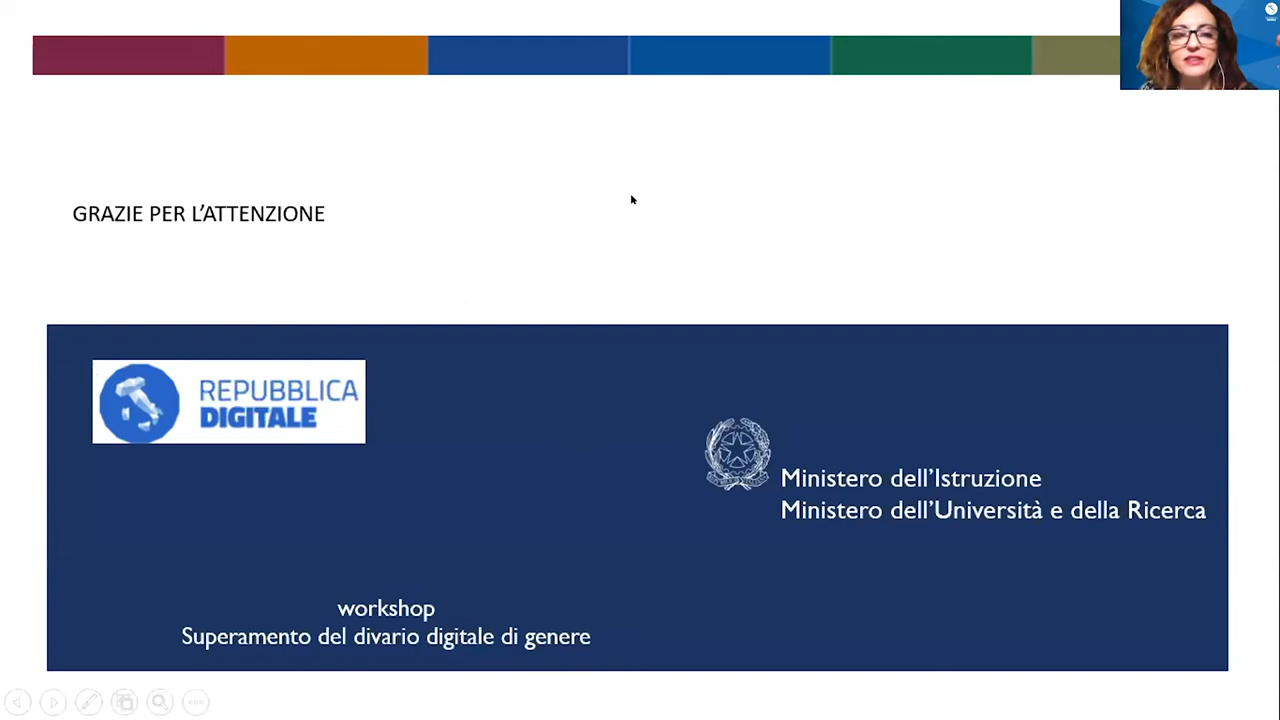 GRAZIE PER L'ATTENZIONE
REPUBBLICA
DIGITALE
Ministero dell'Istruzione
Ministero dell'Università e della Ricerca
workshop
Superamento del divario digitale di genere